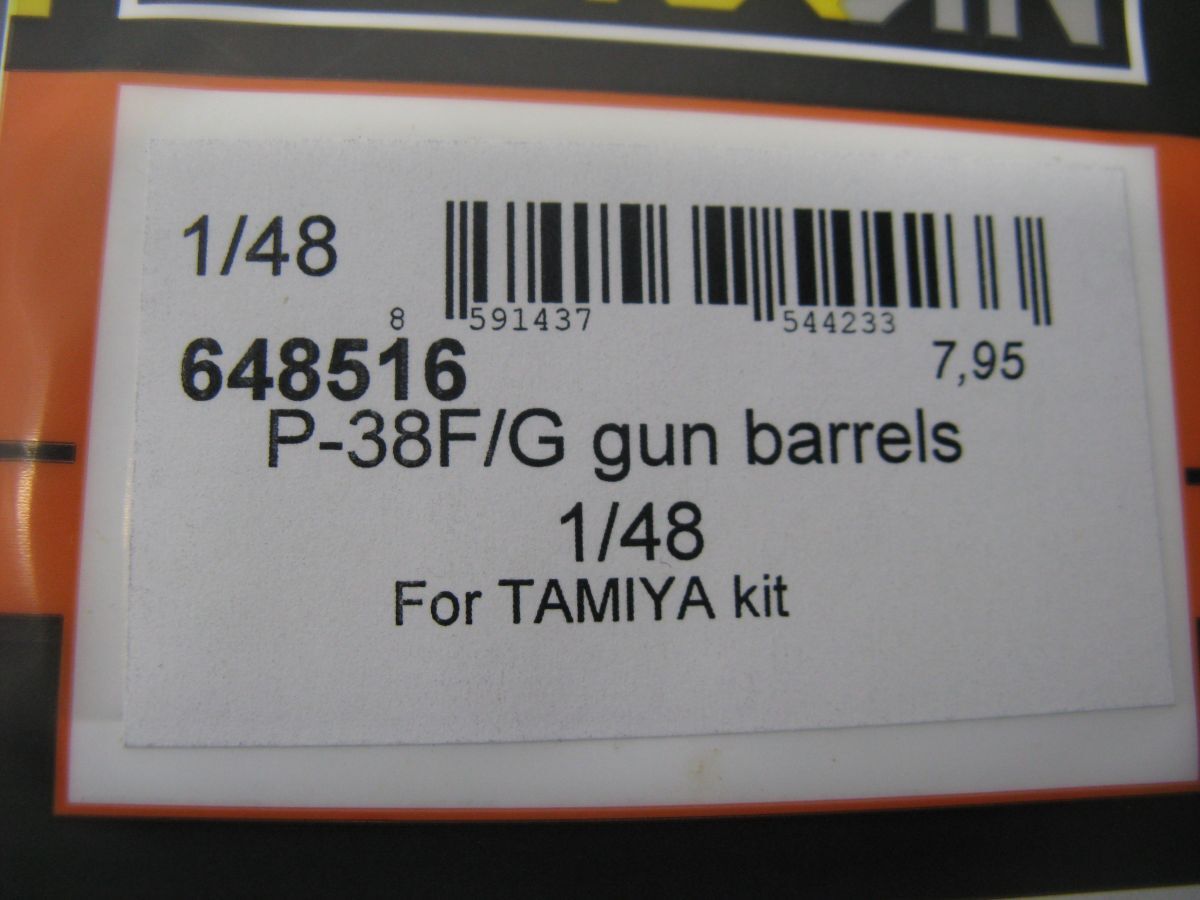 1/48
8 591437 544233
648516 7,95
P-38F/G gun barrels
1/48
For TAMIYA kit